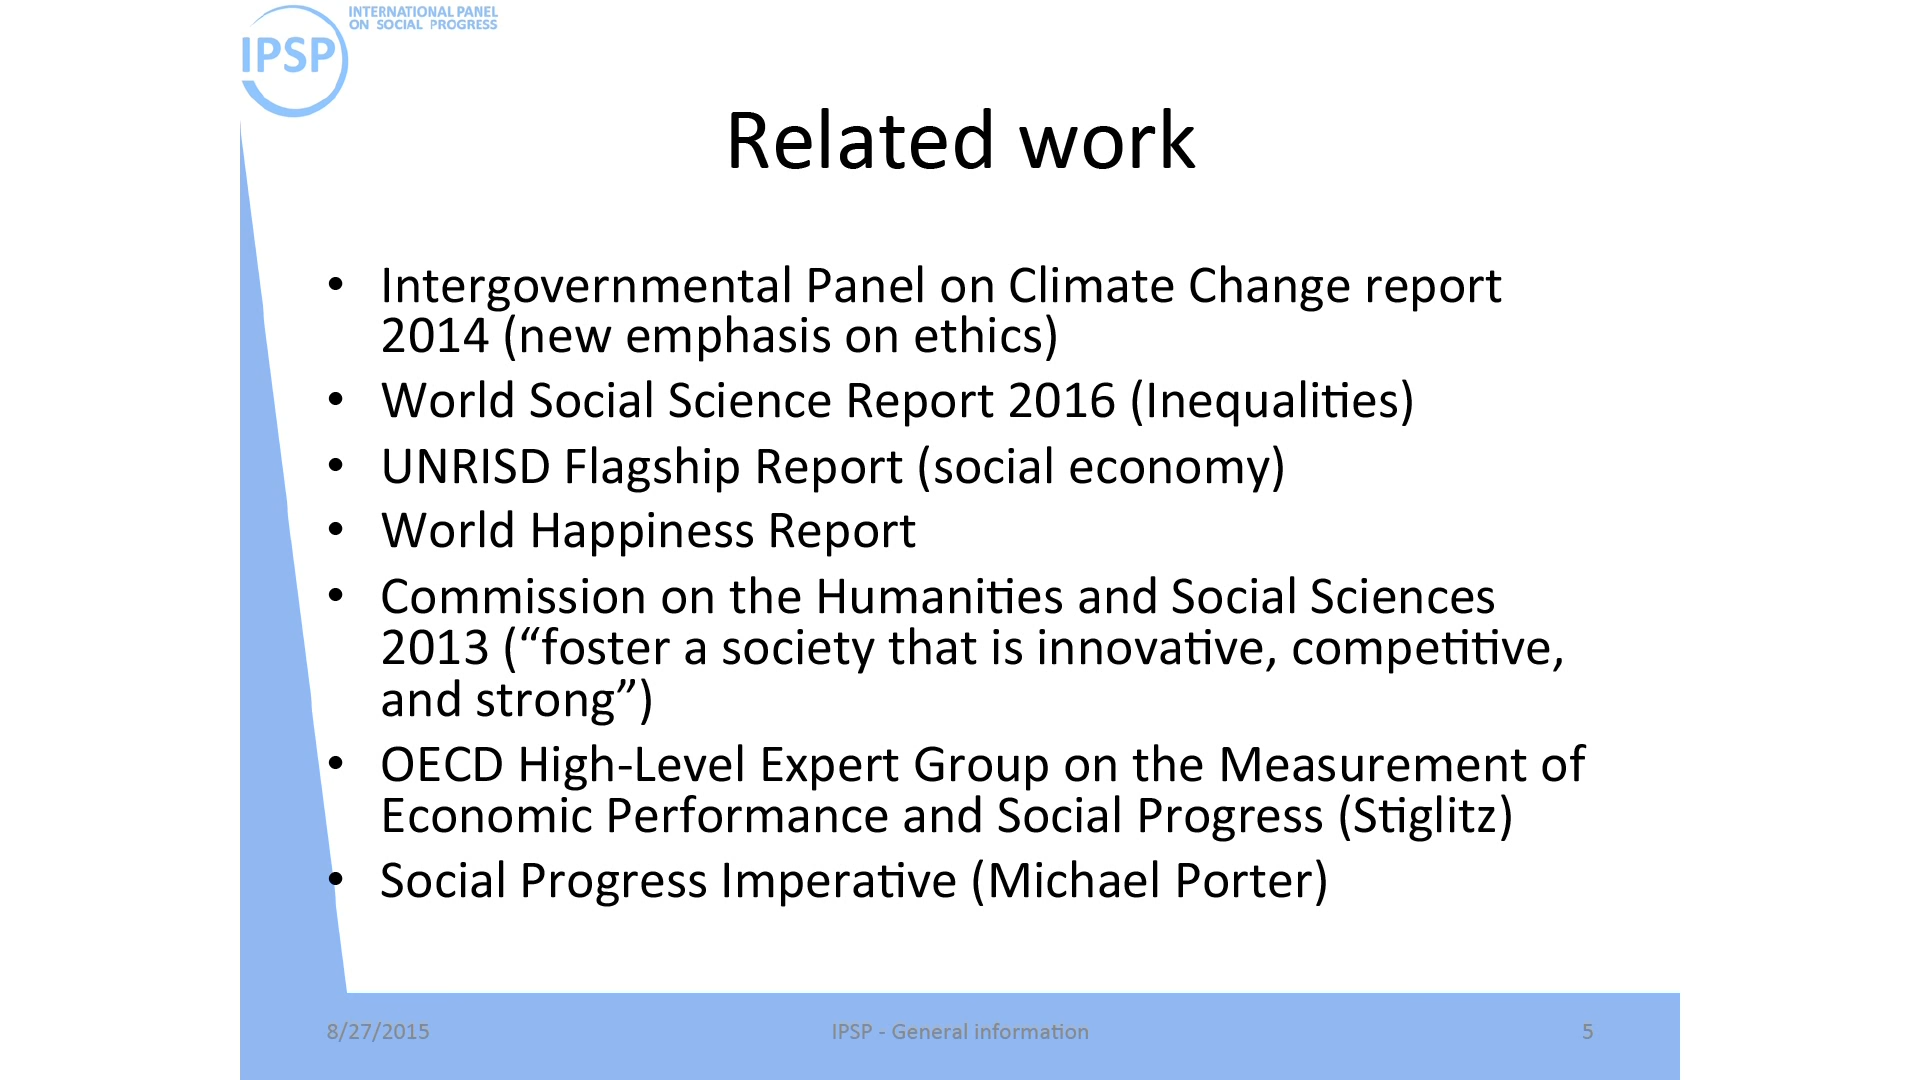 INTERNATIONAL PANEL
ON SOCIAL PROGRESS
IPSP
Related work
• Intergovernmental Panel on Climate Change report
2014 (new emphasis on ethics)
• World Social Science Report 2016 (Inequalities)
• UNRISD Flagship Report (social economy)
• World Happiness Report
• Commission on the Humanities and Social Sciences
2013 (“foster a society that is innovative, competitive,
and strong”)
• OECD High-Level Expert Group on the Measurement of
Economic Performance and Social Progress (Stiglitz)
• Social Progress Imperative (Michael Porter)
8/27/2015
IPSP - General information
5